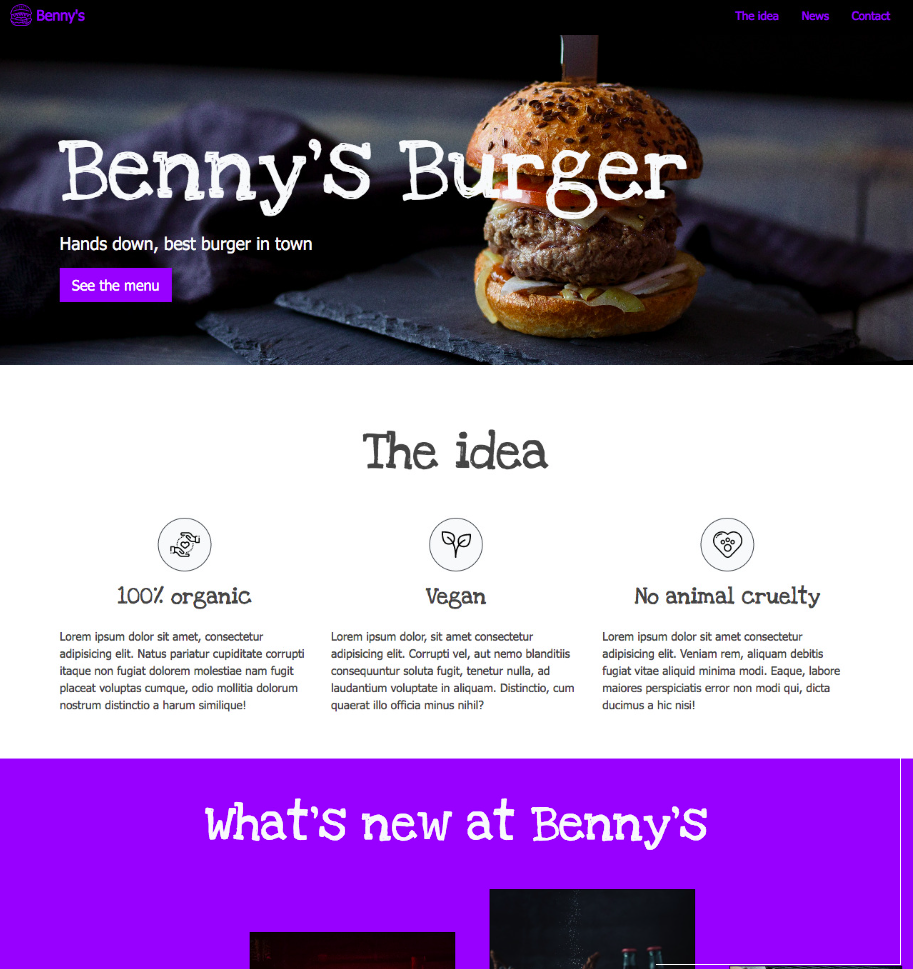 Benny's
The idea News Contact
Benny's Burger
Hands down, best burger in town
See the menu
The idea
100% organic
Lorem ipsum dolor sit amet, consectetur
adipisicing elit. Natus pariatur cupiditate corrupti
itaque non fugiat dolorem molestiae nam fugit
placeat voluptas cumque, odio mollitia dolorum
nostrum distinctio a harum similique!
Vegan
Lorem ipsum dolor, sit amet consectetur
adipisicing elit. Corrupti vel, aut nemo blanditiis
consequuntur soluta fugit, tenetur nulla, ad
laudantium voluptate in aliquam. Distinctio, cum
quaerat illo officia minus nihil?
No animal cruelty
Lorem ipsum dolor sit amet consectetur
adipisicing elit. Veniam rem, aliquam debitis
fugiat vitae aliquid minima modi. Eaque, labore
maiores perspiciatis error non modi qui, dicta
ducimus a hic nisi!
What's new at Benny's